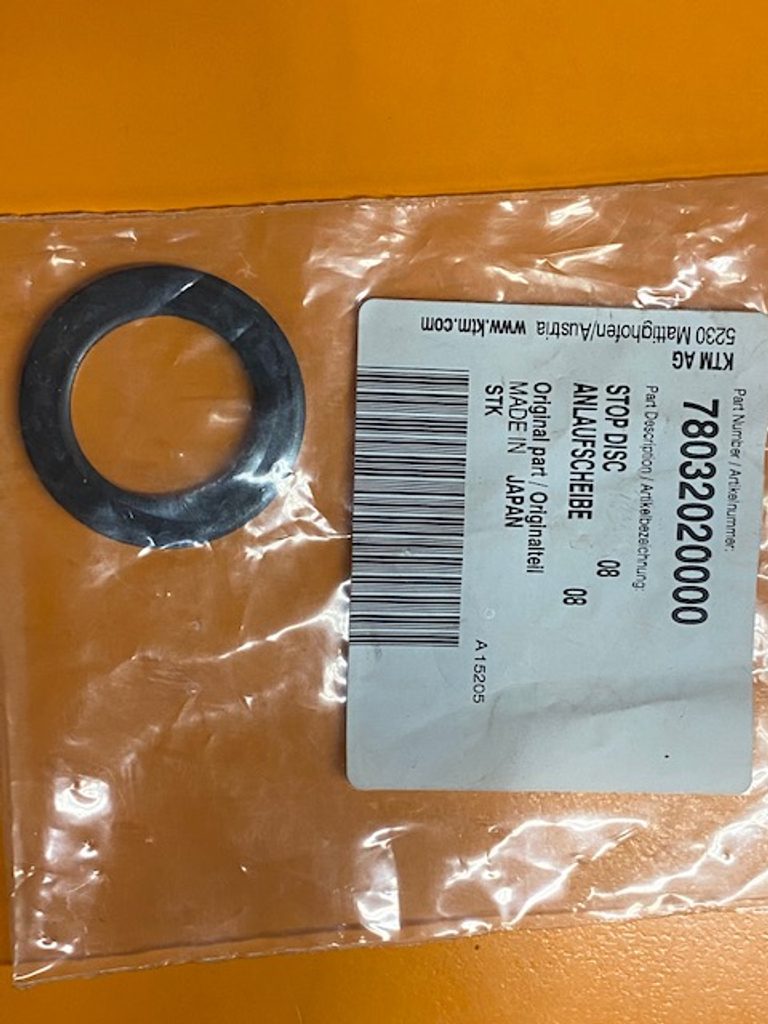 Part Number / Artikelnummer:
78032020000
Part Description / Artikelbezeichnung:
STOP DISC 08
ANLAUFSCHEIBE 08
Original part / Originalteil
MADE IN JAPAN
STK
A 15205
KTM AG
5230 Mattighofen/Austria www.ktm.com